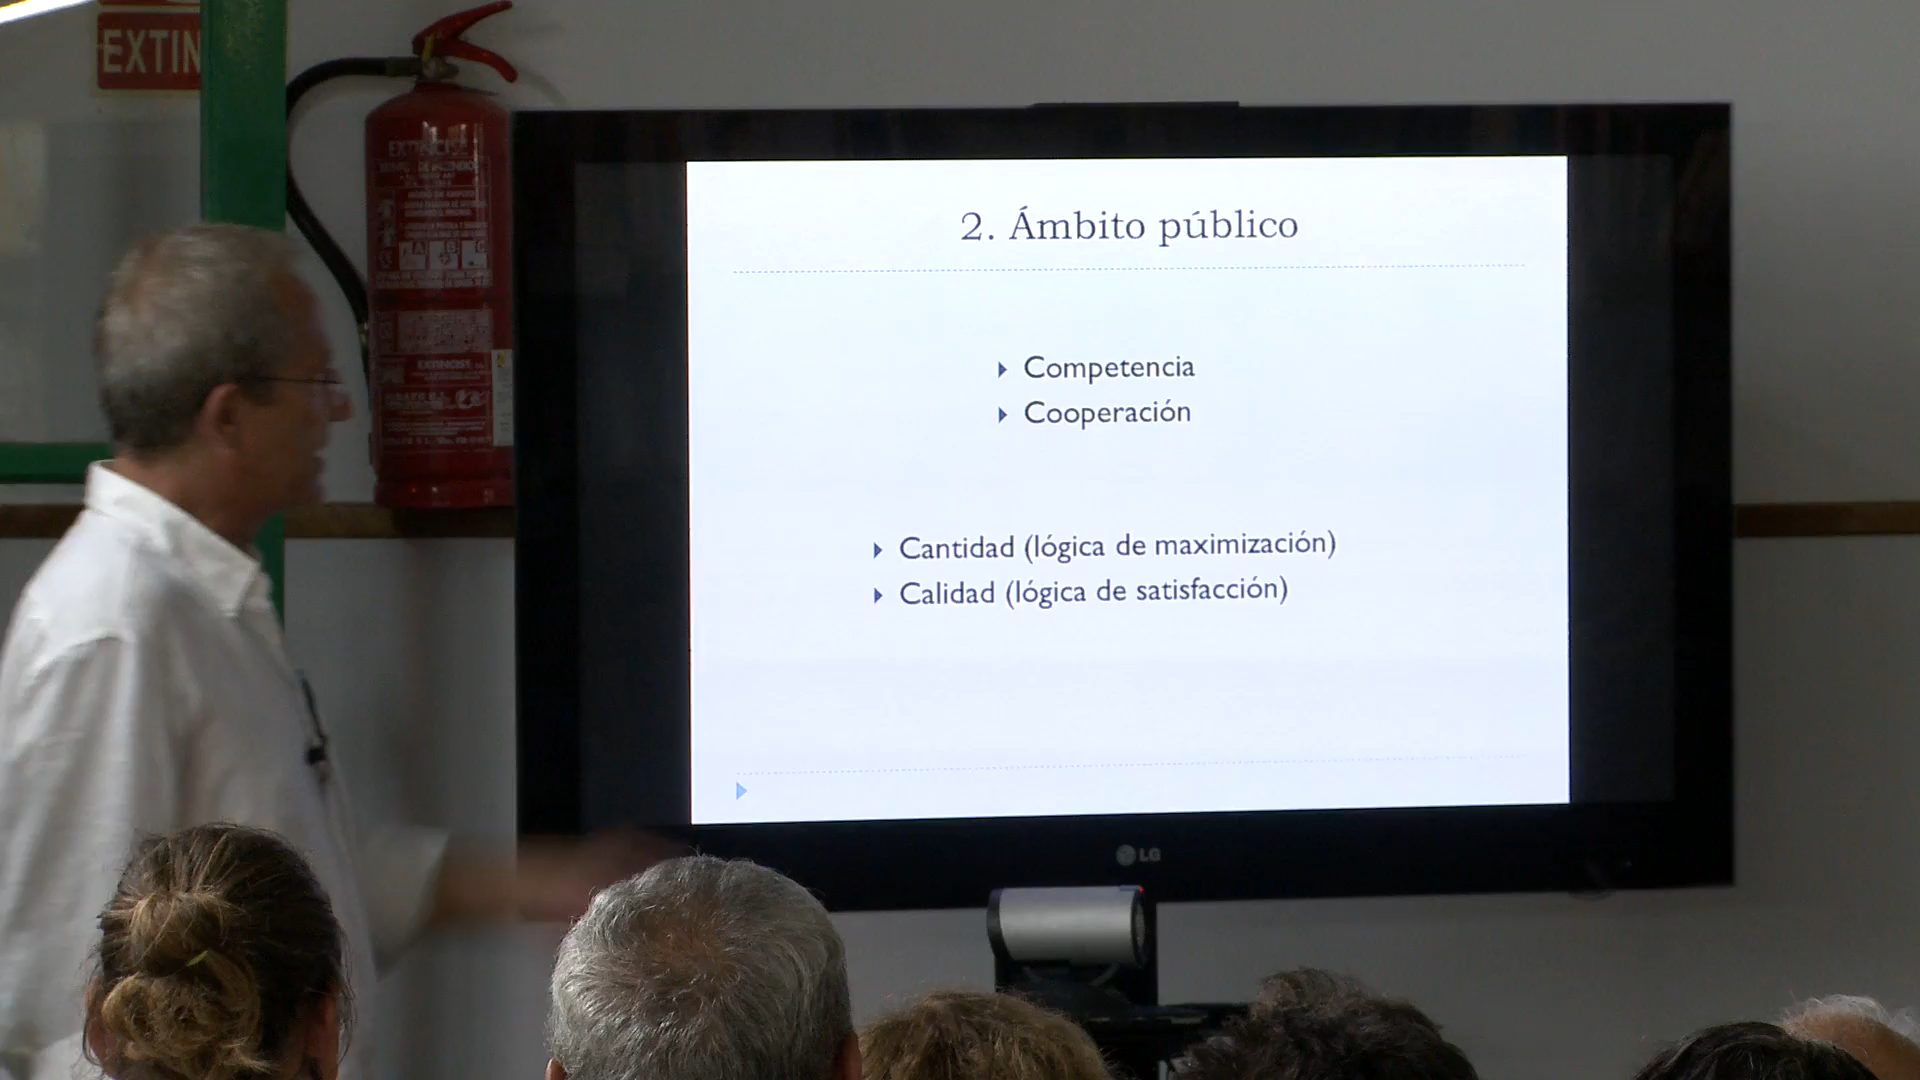 EXTIN
2. Ámbito público
Competencia
Cooperación
Cantidad (lógica de maximización)
Calidad (lógica de satisfacción)
LG
A B C